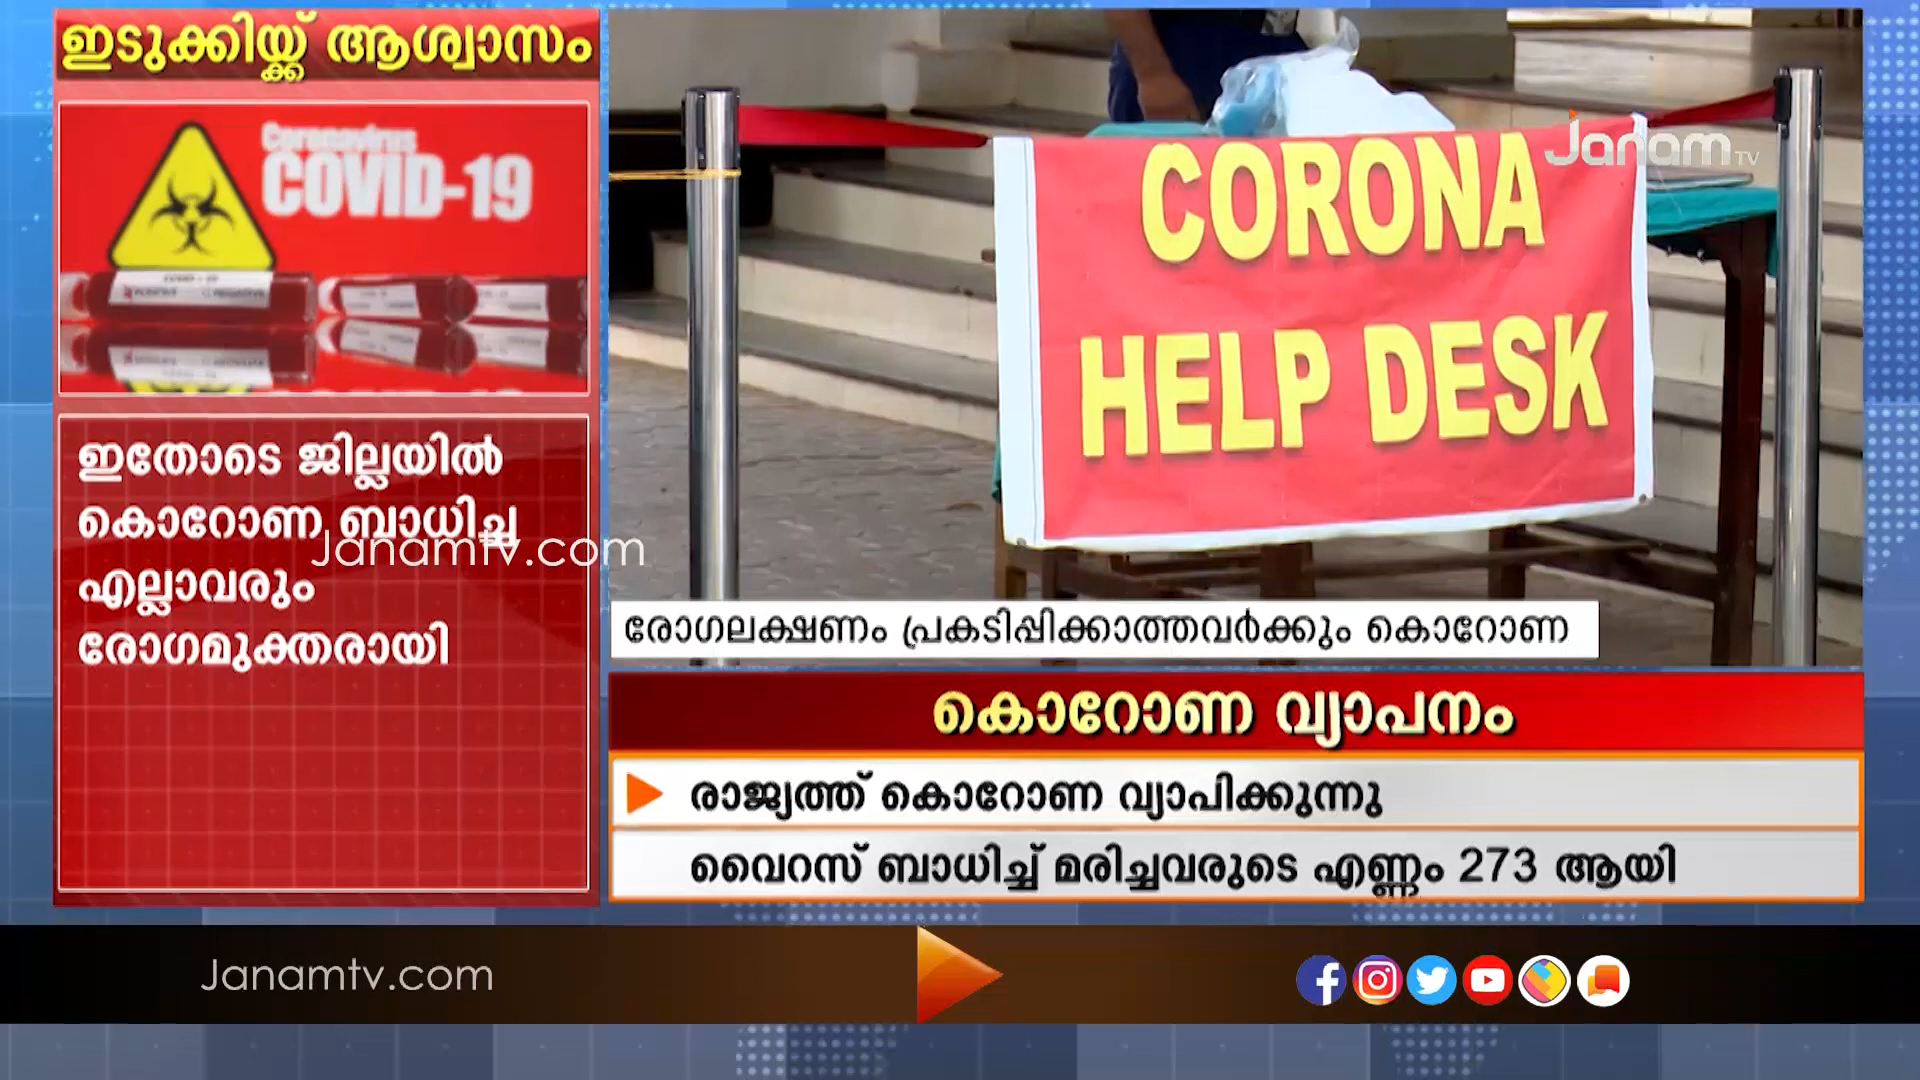 ഇടുക്കിയ്ക്ക് ആശ്വാസം
Coronavirus
COVID-19
ഇതോടെ ജില്ലയിൽ
കൊറോണ ബാധിച്ച
എല്ലാവരും
രോഗമുക്തരായി
Janamtv.com
Janam TV
CORONA
HELP DESK
രോഗലക്ഷണം പ്രകടിപ്പിക്കാത്തവർക്കും കൊറോണ
കൊറോണ വ്യാപനം
രാജ്യത്ത് കൊറോണ വ്യാപിക്കുന്നു
വൈറസ് ബാധിച്ച് മരിച്ചവരുടെ എണ്ണം 273 ആയി
Janamtv.com